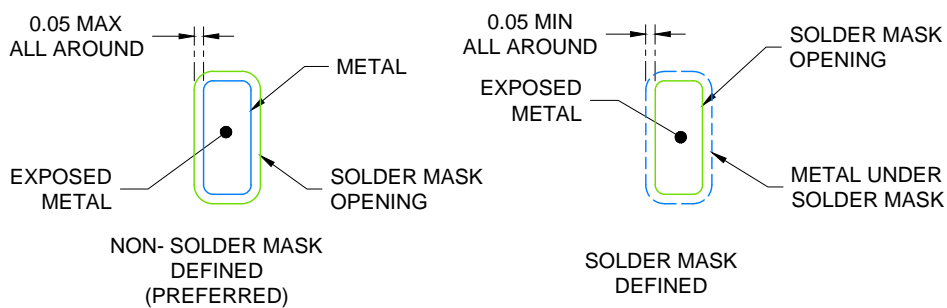 0.05 MAX
ALL AROUND
METAL
EXPOSED
METAL
SOLDER MASK
OPENING
NON- SOLDER MASK
DEFINED
(PREFERRED)
0.05 MIN
ALL AROUND
SOLDER MASK
OPENING
EXPOSED
METAL
METAL UNDER
SOLDER MASK
SOLDER MASK
DEFINED